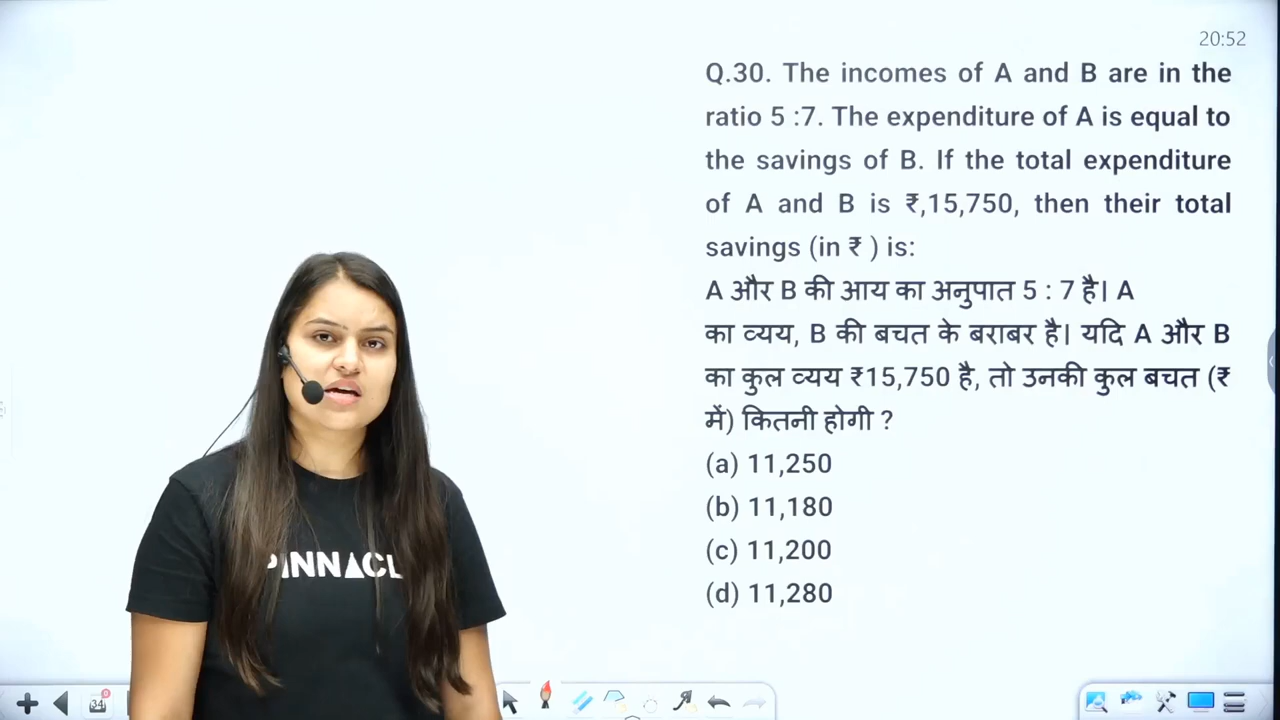 20:52
Q.30. The incomes of A and B are in the
ratio 5 :7. The expenditure of A is equal to
the savings of B. If the total expenditure
of A and B is ₹,15,750, then their total
savings (in ₹ ) is:
A और B की आय का अनुपात 5 : 7 है। A
का व्यय, B की बचत के बराबर है। यदि A और B
का कुल व्यय ₹15,750 है, तो उनकी कुल बचत (₹
में) कितनी होगी ?
(a) 11,250
(b) 11,180
(c) 11,200
(d) 11,280
PINNACL
34